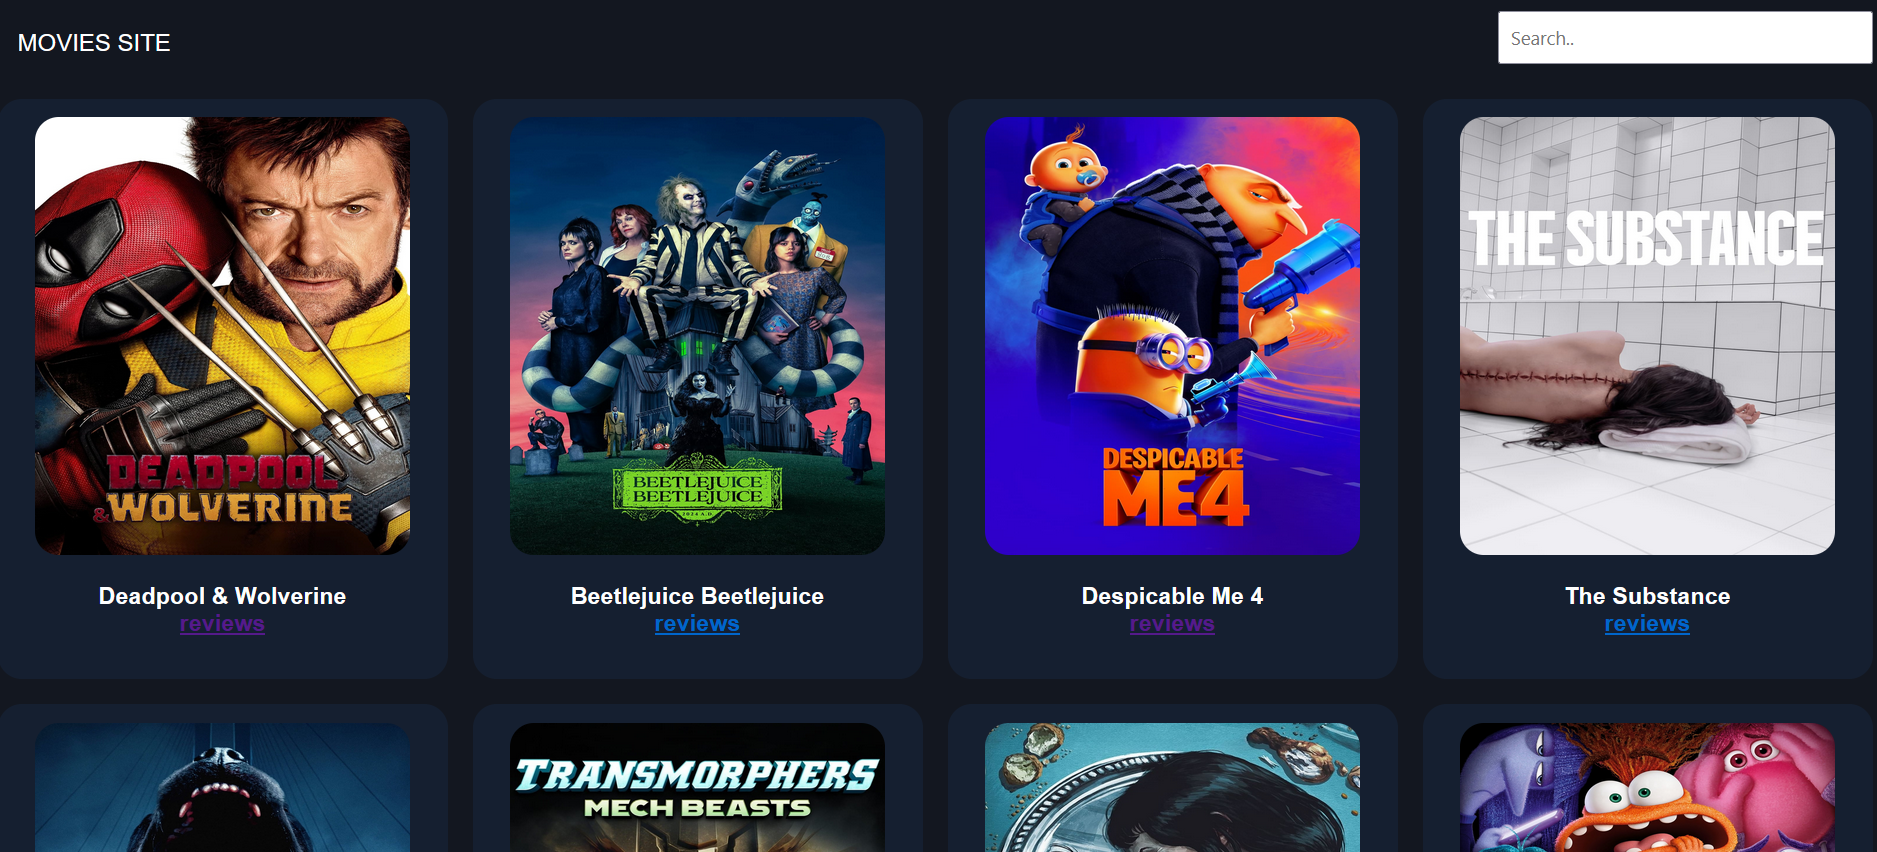 MOVIES SITE
Search..
DEADPOOL
& WOLVERINE
BEETLEJUICE
BEETLEJUICE
2024 A.D.
DESPICABLE
ME 4
THE SUBSTANCE
Deadpool & Wolverine
reviews
Beetlejuice Beetlejuice
reviews
Despicable Me 4
reviews
The Substance
reviews
TRANSMORPHERS
MECH BEASTS